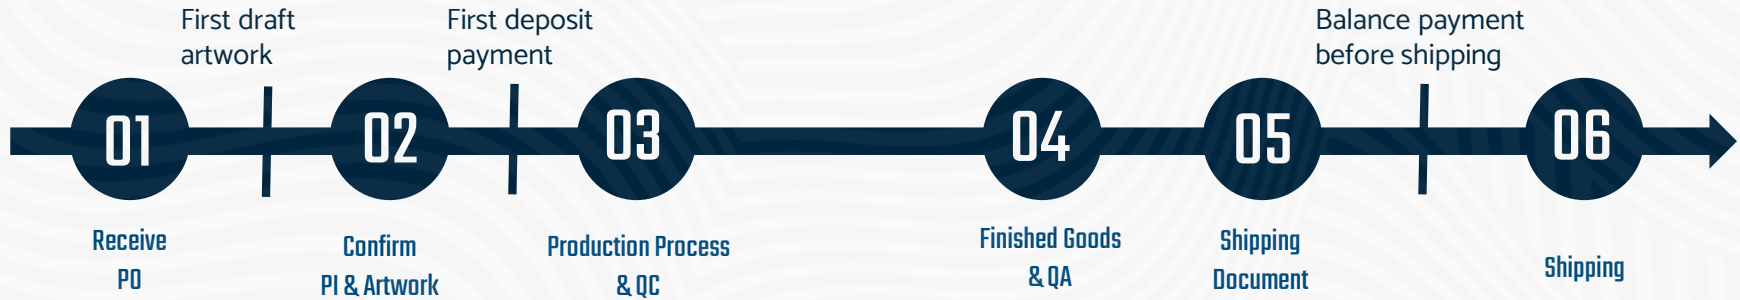 First draft
artwork
First deposit
payment
Balance payment
before shipping
01
02
03
04
05
06
Receive
PO
Confirm
PI & Artwork
Production Process
& QC
Finished Goods
& QA
Shipping
Document
Shipping